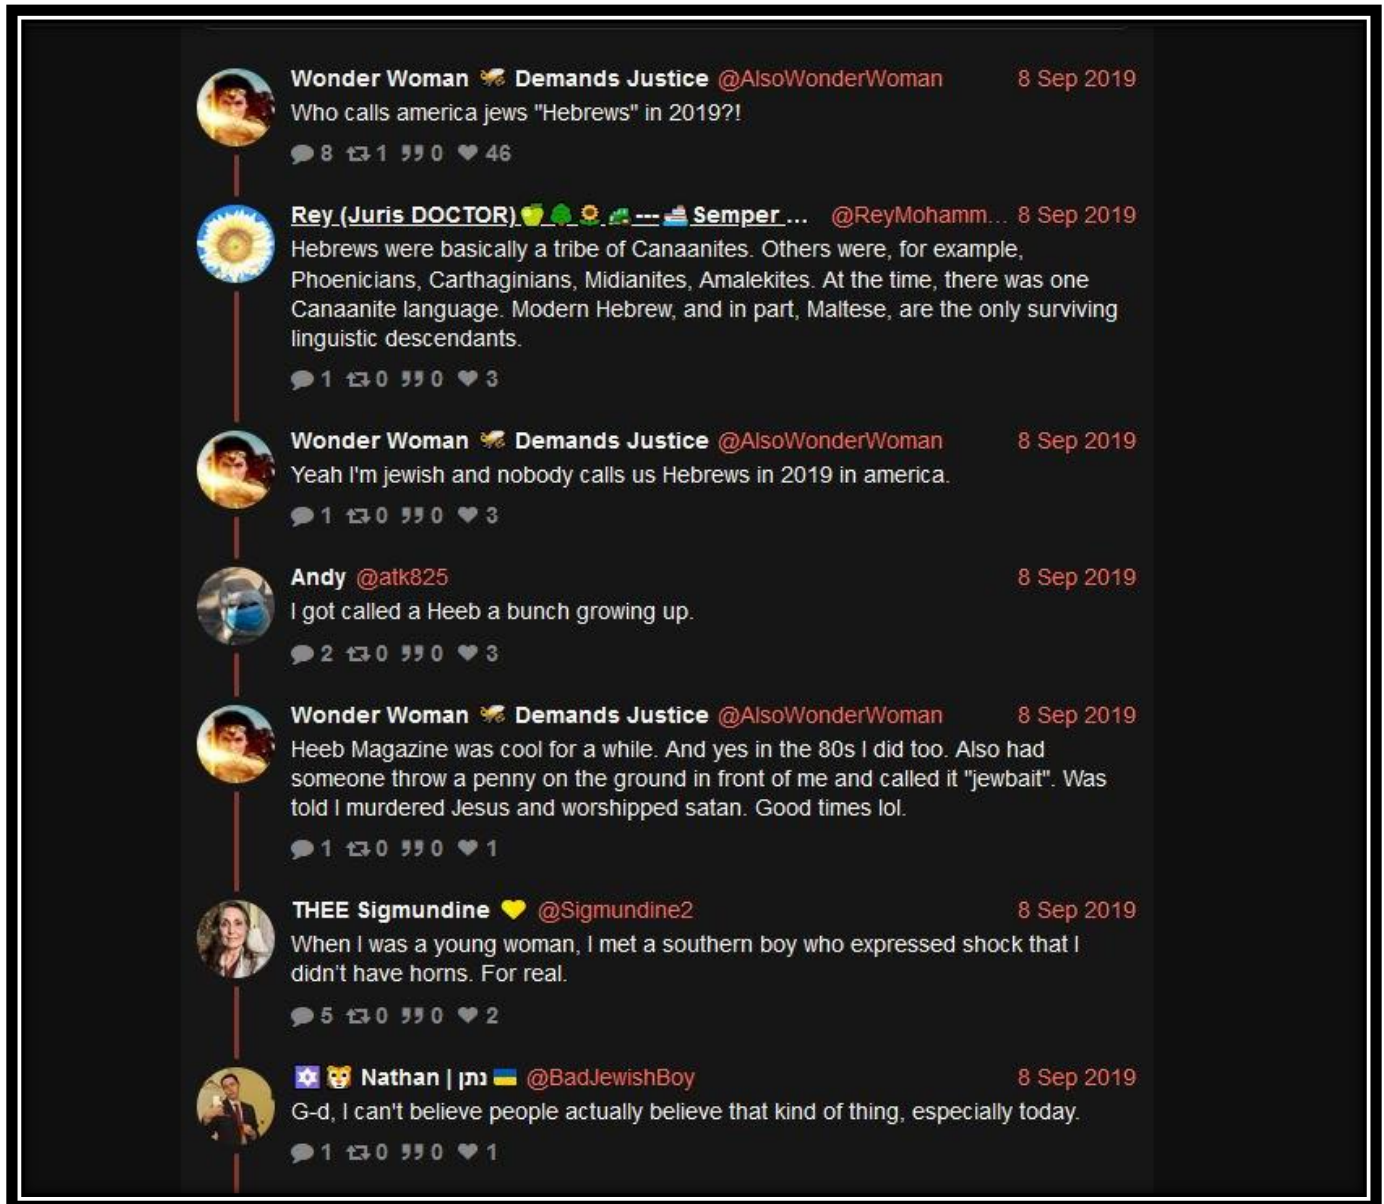 Wonder Woman 🐝 Demands Justice @AlsoWonderWoman 8 Sep 2019
Who calls america jews "Hebrews" in 2019?!
8 1 0 46
Rey (Juris DOCTOR)🍏🌳🌻🚙---🚢Semper ... @ReyMohamm... 8 Sep 2019
Hebrews were basically a tribe of Canaanites. Others were, for example,
Phoenicians, Carthaginians, Midianites, Amalekites. At the time, there was one
Canaanite language. Modern Hebrew, and in part, Maltese, are the only surviving
linguistic descendants.
1 0 0 3
Wonder Woman 🐝 Demands Justice @AlsoWonderWoman 8 Sep 2019
Yeah I'm jewish and nobody calls us Hebrews in 2019 in america.
1 0 0 3
Andy @atk825 8 Sep 2019
I got called a Heeb a bunch growing up.
2 0 0 3
Wonder Woman 🐝 Demands Justice @AlsoWonderWoman 8 Sep 2019
Heeb Magazine was cool for a while. And yes in the 80s I did too. Also had
someone throw a penny on the ground in front of me and called it "jewbait". Was
told I murdered Jesus and worshipped satan. Good times lol.
1 0 0 1
THEE Sigmundine 💛 @Sigmundine2 8 Sep 2019
When I was a young woman, I met a southern boy who expressed shock that I
didn't have horns. For real.
5 0 0 2
✡️ 🐯 Nathan | נתן 🇺🇦 @BadJewishBoy 8 Sep 2019
G-d, I can't believe people actually believe that kind of thing, especially today.
1 0 0 1